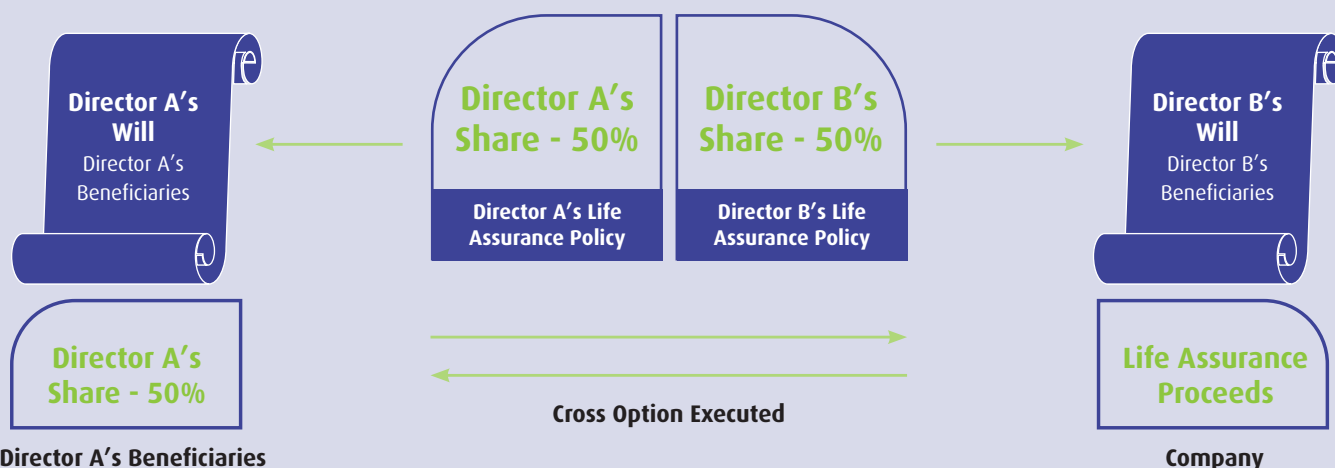 Director A's
Will
Director A's
Beneficiaries
Director A's
Share - 50%
Director A's Life
Assurance Policy
Director B's
Share - 50%
Director B's Life
Assurance Policy
Director B's
Will
Director B's
Beneficiaries
Director A's
Share - 50%
Director A's Beneficiaries
Cross Option Executed
Life Assurance
Proceeds
Company